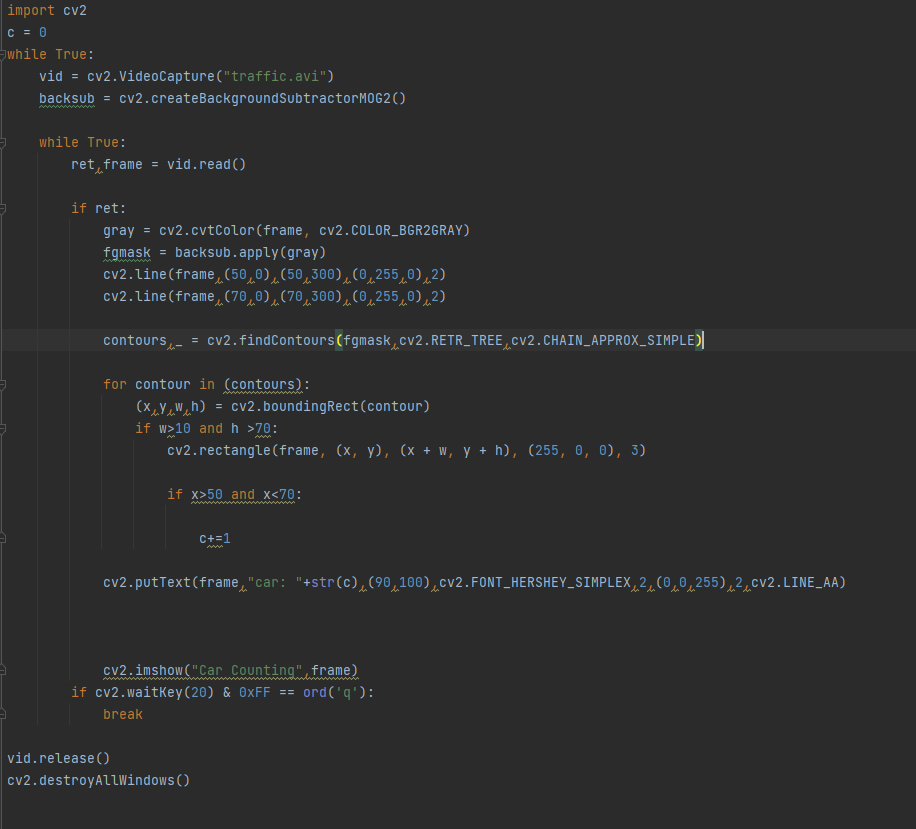 import cv2
c = 0
while True:
    vid = cv2.VideoCapture("traffic.avi")
    backsub = cv2.createBackgroundSubtractorMOG2()
    while True:
        ret,frame = vid.read()
        if ret:
            gray = cv2.cvtColor(frame, cv2.COLOR_BGR2GRAY)
            fgmask = backsub.apply(gray)
            cv2.line(frame,(50,0),(50,300),(0,255,0),2)
            cv2.line(frame,(70,0),(70,300),(0,255,0),2)
            contours,_ = cv2.findContours(fgmask,cv2.RETR_TREE,cv2.CHAIN_APPROX_SIMPLE)
            for contour in (contours):
                (x,y,w,h) = cv2.boundingRect(contour)
                if w>10 and h >70:
                    cv2.rectangle(frame, (x, y), (x + w, y + h), (255, 0, 0), 3)
                    if x>50 and x<70:
                        c+=1
            cv2.putText(frame,"car: "+str(c),(90,100),cv2.FONT_HERSHEY_SIMPLEX,2,(0,0,255),2,cv2.LINE_AA)
            cv2.imshow("Car Counting",frame)
        if cv2.waitKey(20) & 0xFF == ord('q'):
            break
vid.release()
cv2.destroyAllWindows()